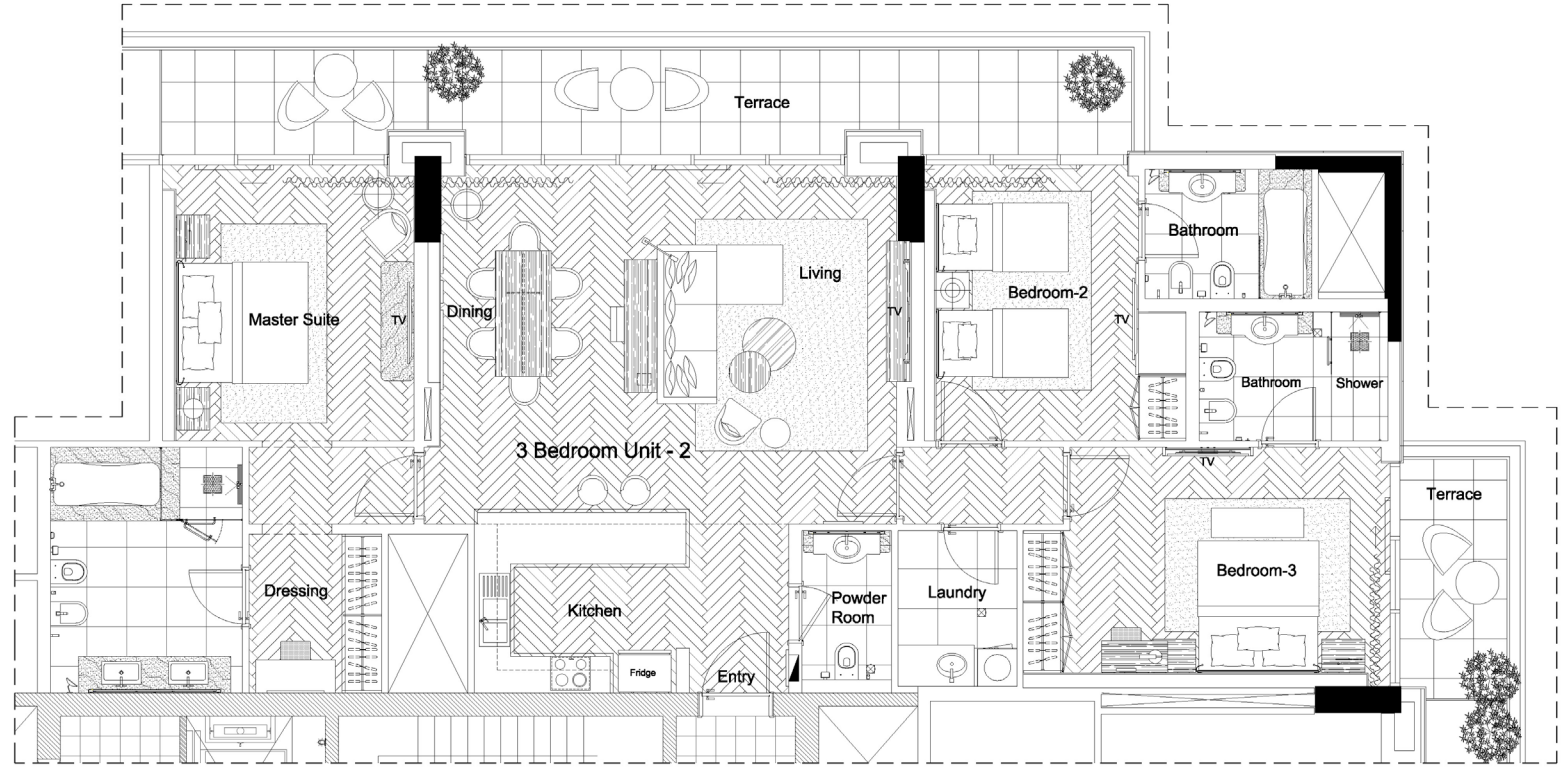 Terrace
Bathroom
Living
Bedroom-2
Dining
TV
Master Suite
TV
TV
Bathroom
Shower
3 Bedroom Unit - 2
TV
Terrace
Bedroom-3
Dressing
Laundry
Powder
Room
Kitchen
Fridge
Entry